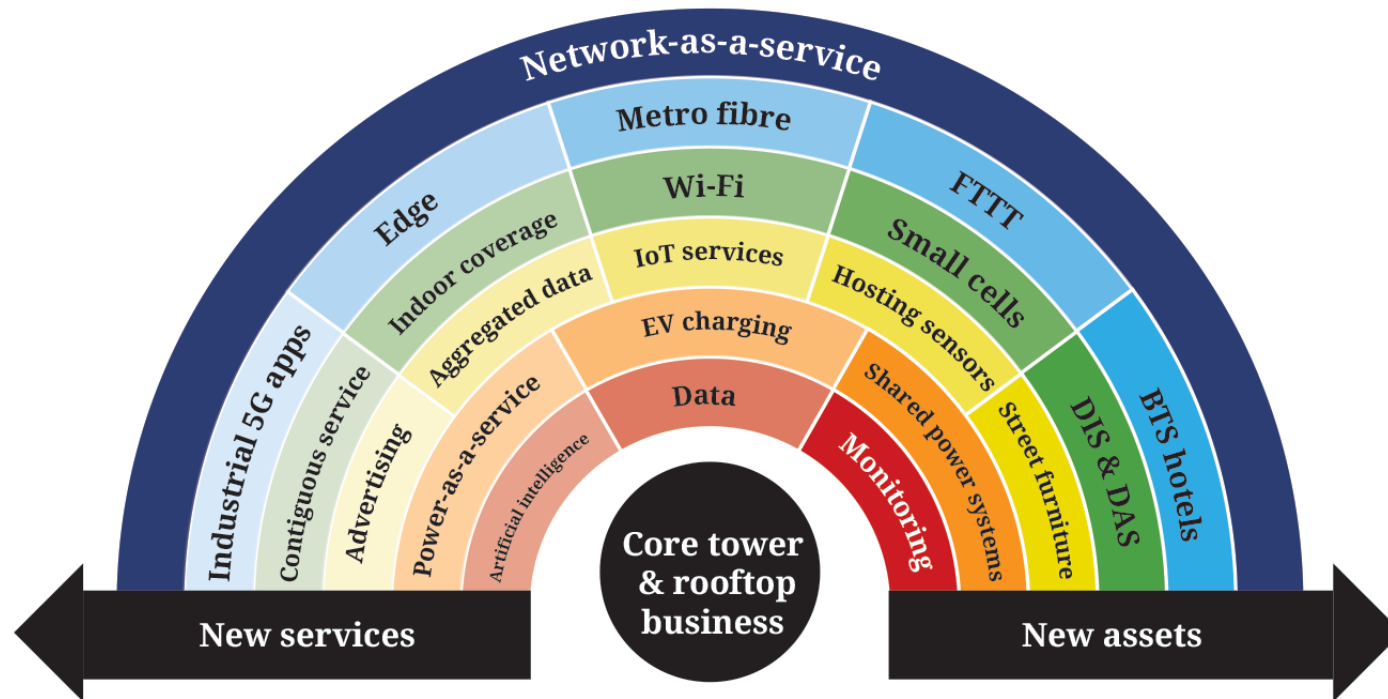 Network-as-a-service
Industrial 5G apps
Edge
Metro fibre
FTTT
BTS hotels
Contiguous service
Indoor coverage
Wi-Fi
Small cells
DIS & DAS
Advertising
Aggregated data
IoT services
Hosting sensors
Street furniture
Power-as-a-service
EV charging
Shared power systems
Artificial intelligence
Data
Monitoring
Core tower
& rooftop
business
New services
New assets